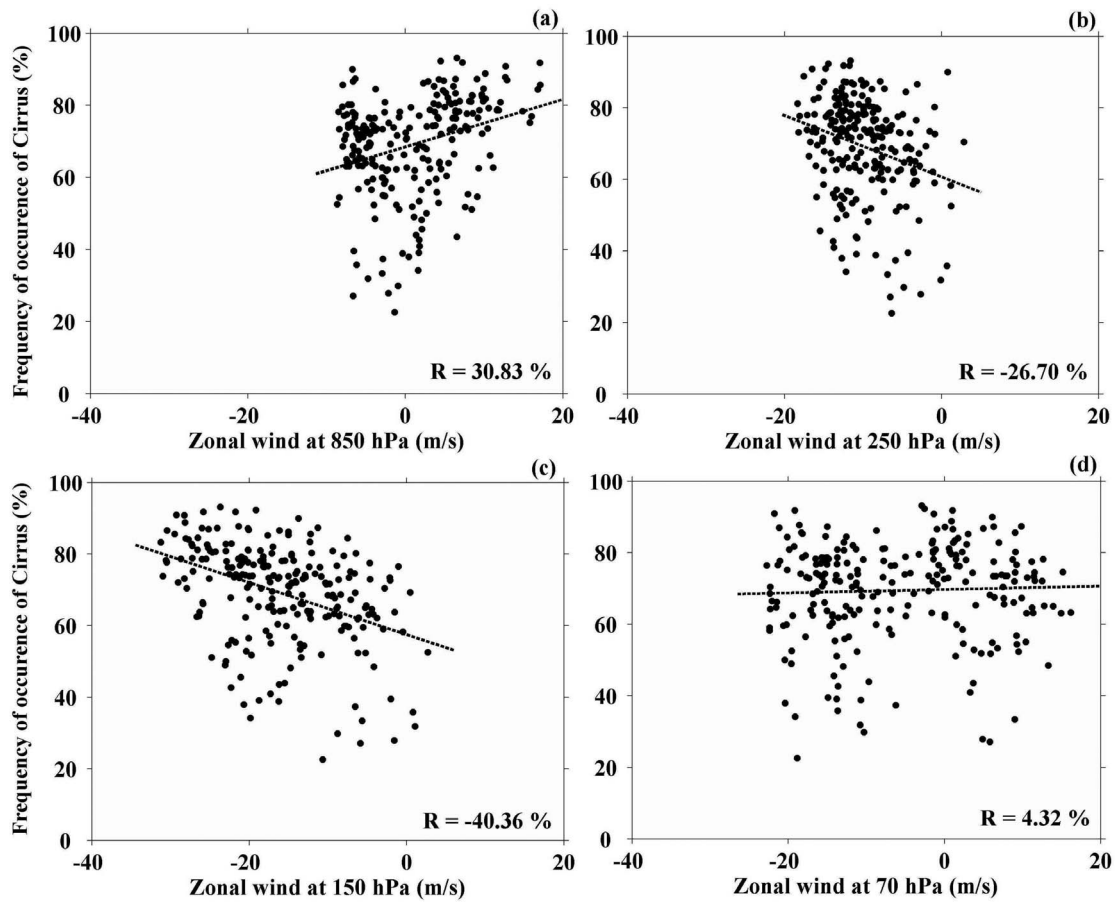 (a)
100
80
60
40
20
0
Frequency of occurence of Cirrus (%)
R = 30.83 %
-40
-20
0
20
Zonal wind at 850 hPa (m/s)
(b)
100
80
60
40
20
0
R = -26.70 %
-40
-20
0
20
Zonal wind at 250 hPa (m/s)
(c)
100
80
60
40
20
0
Frequency of occurence of Cirrus (%)
R = -40.36 %
-40
-20
0
20
Zonal wind at 150 hPa (m/s)
(d)
100
80
60
40
20
0
R = 4.32 %
-40
-20
0
20
Zonal wind at 70 hPa (m/s)